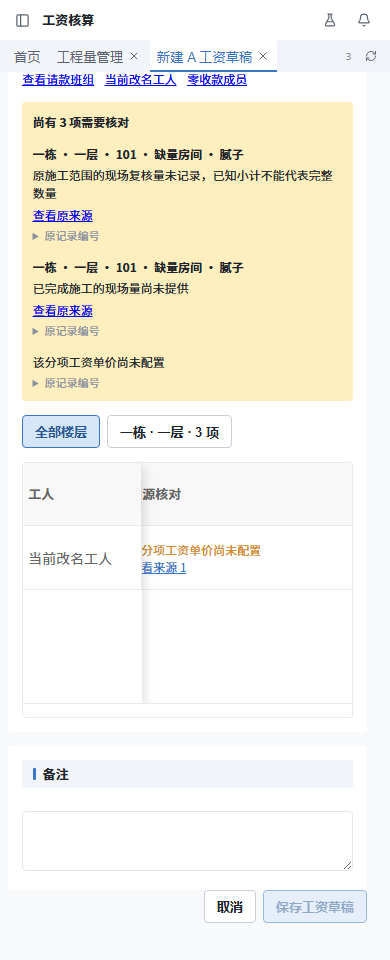 工资核算
首页 工程量管理 × 新建 A 工资草稿 × 3
查看请款班组 当前改名工人 零收款成员
尚有 3 项需要核对
一栋 · 一层 · 101 · 缺量房间 · 腻子
原施工范围的现场复核量未记录，已知小计不能代表完整
数量
查看原来源
▶ 原记录编号
一栋 · 一层 · 101 · 缺量房间 · 腻子
已完成施工的现场量尚未提供
查看原来源
▶ 原记录编号
该分项工资单价尚未配置
▶ 原记录编号
全部楼层 一栋 · 一层 · 3 项
工人 源核对
当前改名工人 分项工资单价尚未配置
看来源 1
备注
取消 保存工资草稿